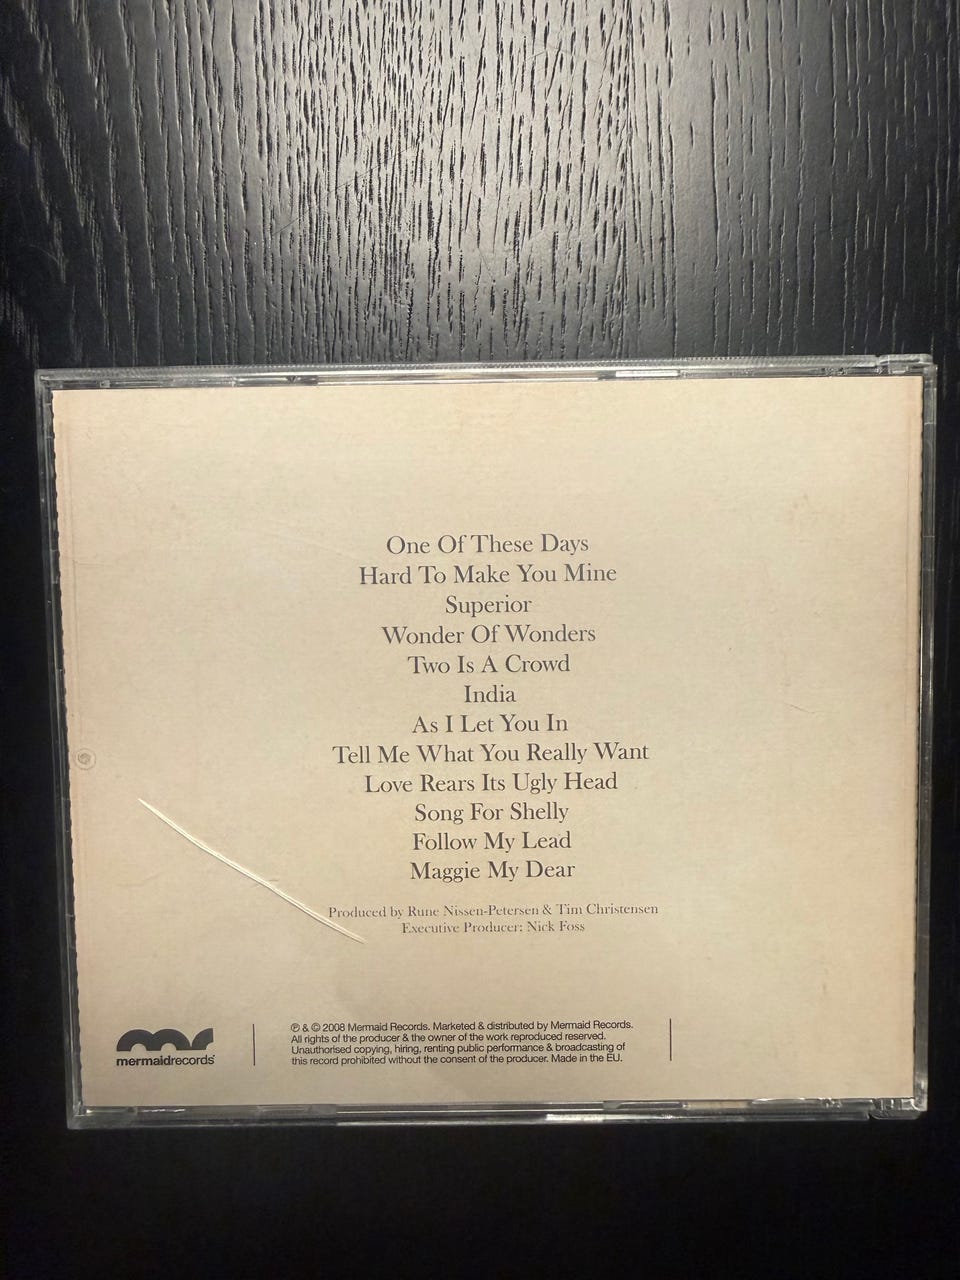 One Of These Days
Hard To Make You Mine
Superior
Wonder Of Wonders
Two Is A Crowd
India
As I Let You In
Tell Me What You Really Want
Love Rears Its Ugly Head
Song For Shelly
Follow My Lead
Maggie My Dear
Produced by Rune Nissen-Petersen & Tim Christensen
Executive Producer: Nick Foss
mermaidrecords
℗ & © 2008 Mermaid Records. Marketed & distributed by Mermaid Records.
All rights of the producer & the owner of the work reproduced reserved.
Unauthorised copying, hiring, renting public performance & broadcasting of
this record prohibited without the consent of the producer. Made in the EU.